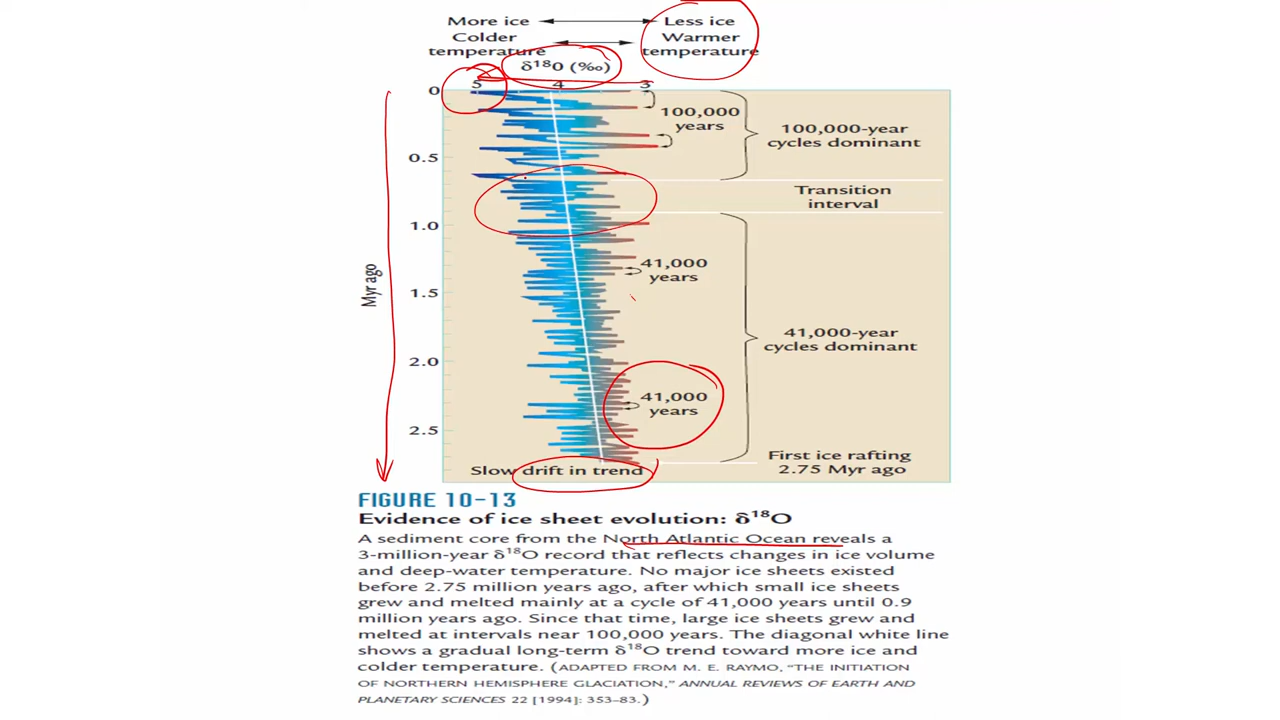 More ice Less ice
Colder Warmer
temperature temperature
δ18O (‰)
5 4 3
0
100,000
years
100,000-year
cycles dominant
0.5
Transition
interval
1.0
41,000
years
Myr ago
1.5
41,000-year
cycles dominant
2.0
41,000
years
2.5
First ice rafting
2.75 Myr ago
Slow drift in trend
FIGURE 10-13
Evidence of ice sheet evolution: δ18O
A sediment core from the North Atlantic Ocean reveals a
3-million-year δ18O record that reflects changes in ice volume
and deep-water temperature. No major ice sheets existed
before 2.75 million years ago, after which small ice sheets
grew and melted mainly at a cycle of 41,000 years until 0.9
million years ago. Since that time, large ice sheets grew and
melted at intervals near 100,000 years. The diagonal white line
shows a gradual long-term δ18O trend toward more ice and
colder temperature. (ADAPTED FROM M. E. RAYMO, "THE INITIATION
OF NORTHERN HEMISPHERE GLACIATION," ANNUAL REVIEWS OF EARTH AND
PLANETARY SCIENCES 22 [1994]: 353–83.)